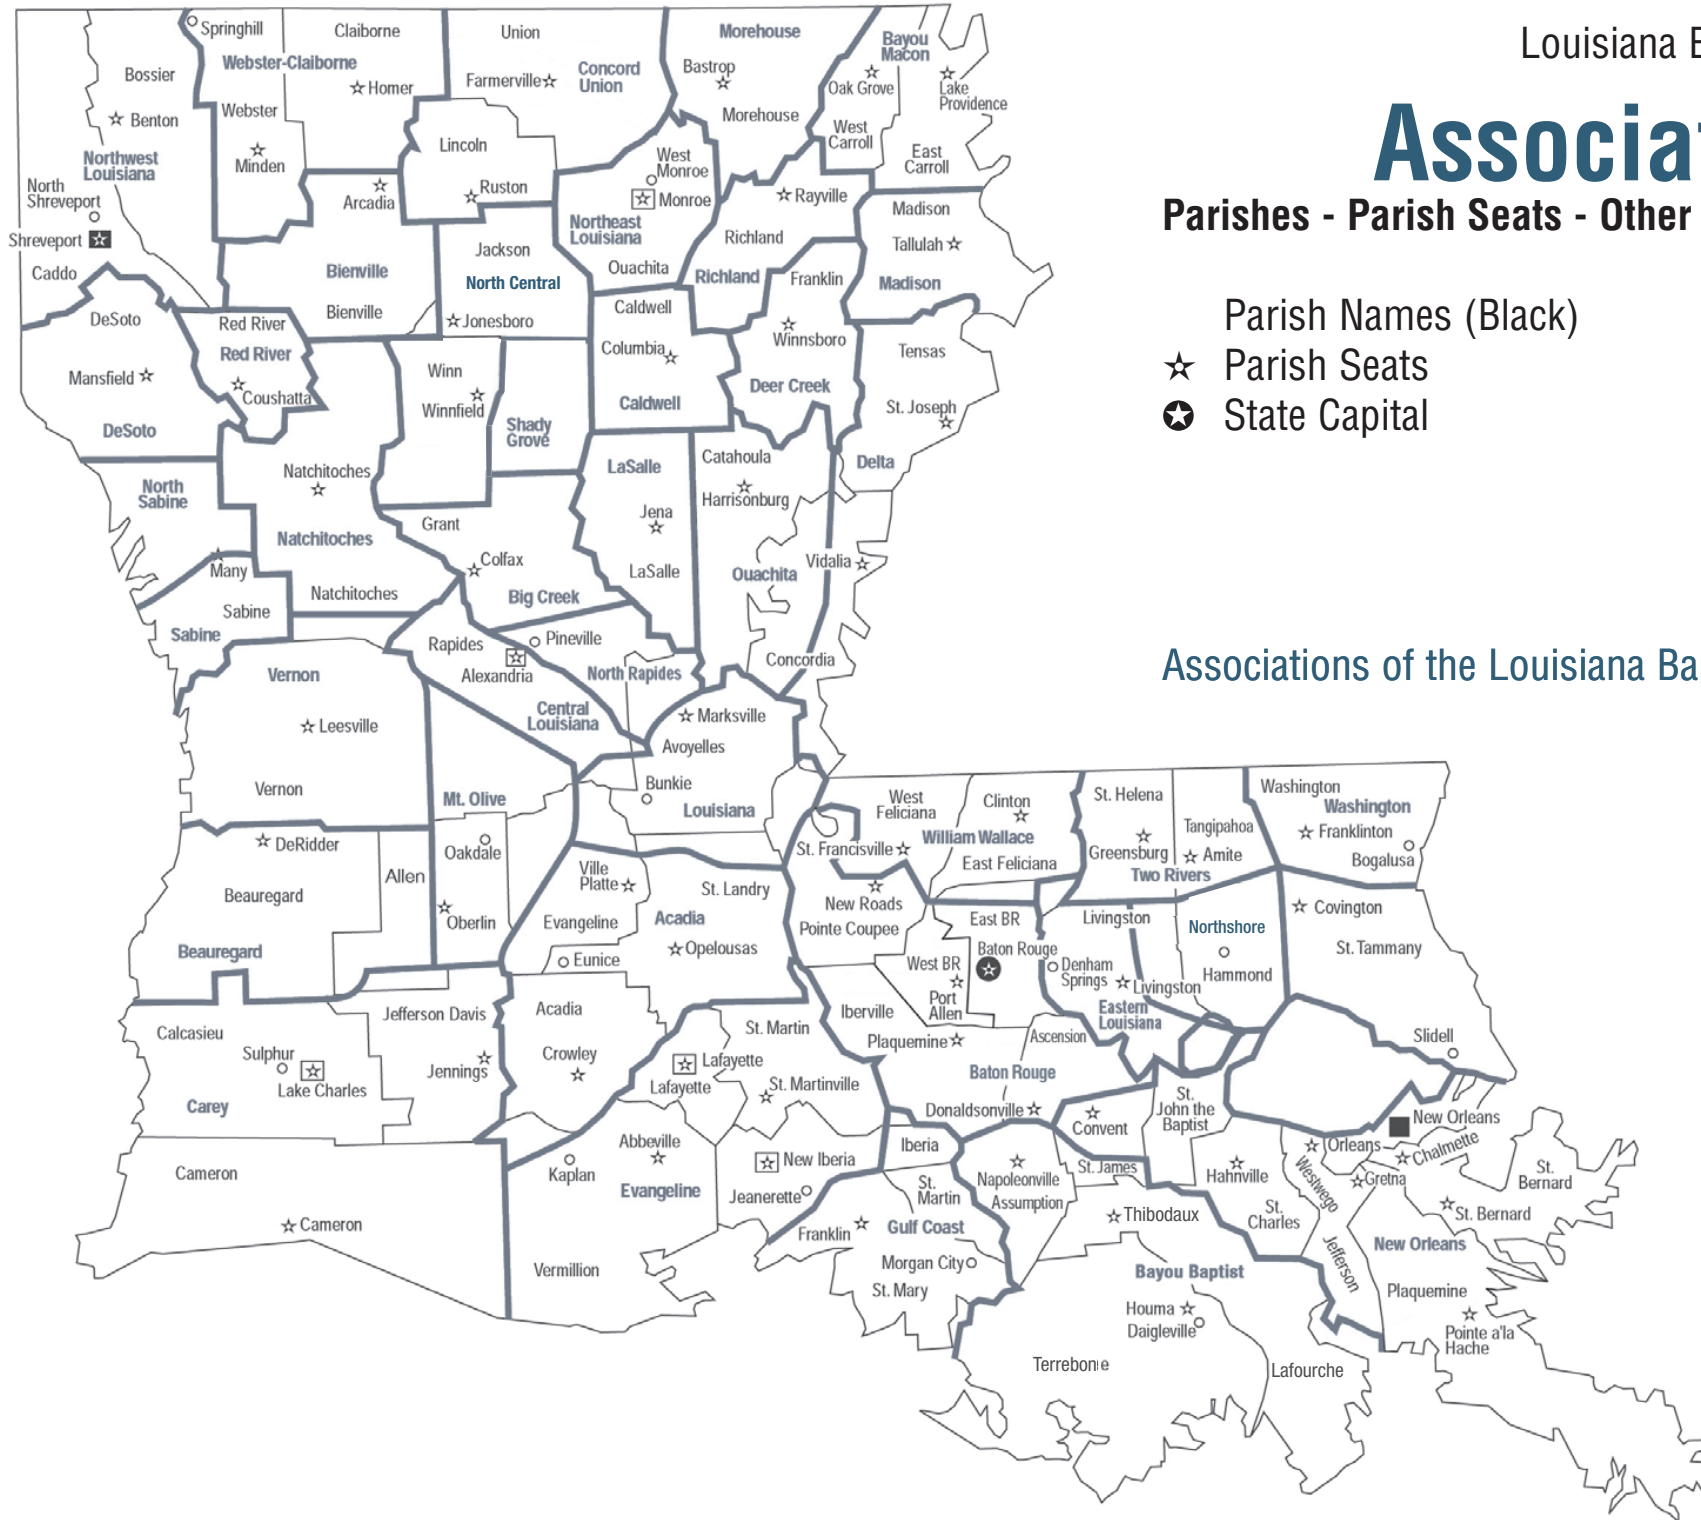 Louisiana B
Associat
Parishes - Parish Seats - Other
Parish Names (Black)
Parish Seats
State Capital
Associations of the Louisiana Ba
Springhill
Claiborne
Union
Morehouse
Bayou
Macon
Webster-Claiborne
Bossier
Farmerville
Concord
Union
Bastrop
Oak Grove
Lake
Providence
Homer
Webster
Benton
Morehouse
West
Carroll
East
Carroll
Northwest
Louisiana
Minden
Lincoln
West
Monroe
North
Shreveport
Arcadia
Ruston
Monroe
Rayville
Madison
Shreveport
Northeast
Louisiana
Richland
Tallulah
Jackson
Caddo
Bienville
North Central
Ouachita
Richland
Franklin
Madison
DeSoto
Red River
Bienville
Jonesboro
Caldwell
Winnsboro
Red River
Columbia
Tensas
Mansfield
Coushatta
Winn
Winnfield
Deer Creek
DeSoto
Shady
Grove
Caldwell
St. Joseph
North
Sabine
Natchitoches
LaSalle
Catahoula
Harrisonburg
Delta
Natchitoches
Grant
Jena
Many
Colfax
LaSalle
Ouachita
Vidalia
Sabine
Natchitoches
Big Creek
Sabine
Rapides
Pineville
Concordia
Vernon
Alexandria
North Rapides
Leesville
Central
Louisiana
Marksville
Avoyelles
Vernon
Mt. Olive
Bunkie
Louisiana
West
Feliciana
Clinton
St. Helena
Washington
Washington
DeRidder
Oakdale
William Wallace
Tangipahoa
Franklinton
St. Francisville
Greensburg
Amite
Bogalusa
East Feliciana
Two Rivers
Beauregard
Allen
Ville
Platte
St. Landry
New Roads
Oberlin
Evangeline
Acadia
Pointe Coupee
East BR
Livingston
Northshore
Covington
Beauregard
Eunice
Opelousas
Baton Rouge
West BR
Denham
Springs
Livingston
Hammond
St. Tammany
Port
Allen
Eastern
Louisiana
Calcasieu
Jefferson Davis
Acadia
St. Martin
Iberville
Ascension
Slidell
Sulphur
Lake Charles
Jennings
Crowley
Lafayette
Lafayette
Plaquemine
Carey
St. Martinville
Baton Rouge
Donaldsonville
Convent
St.
John the
Baptist
New Orleans
Abbeville
Iberia
Orleans
Chalmette
Cameron
Kaplan
New Iberia
Napoleonville
St. James
Hahnville
Westwego
Gretna
St.
Bernard
Evangeline
Jeanerette
St.
Martin
Assumption
Cameron
Franklin
Gulf Coast
Thibodaux
St.
Charles
St. Bernard
Vermillion
Morgan City
Bayou Baptist
Jefferson
New Orleans
St. Mary
Houma
Daigleville
Plaquemine
Pointe a'la
Hache
Terrebonne
Lafourche